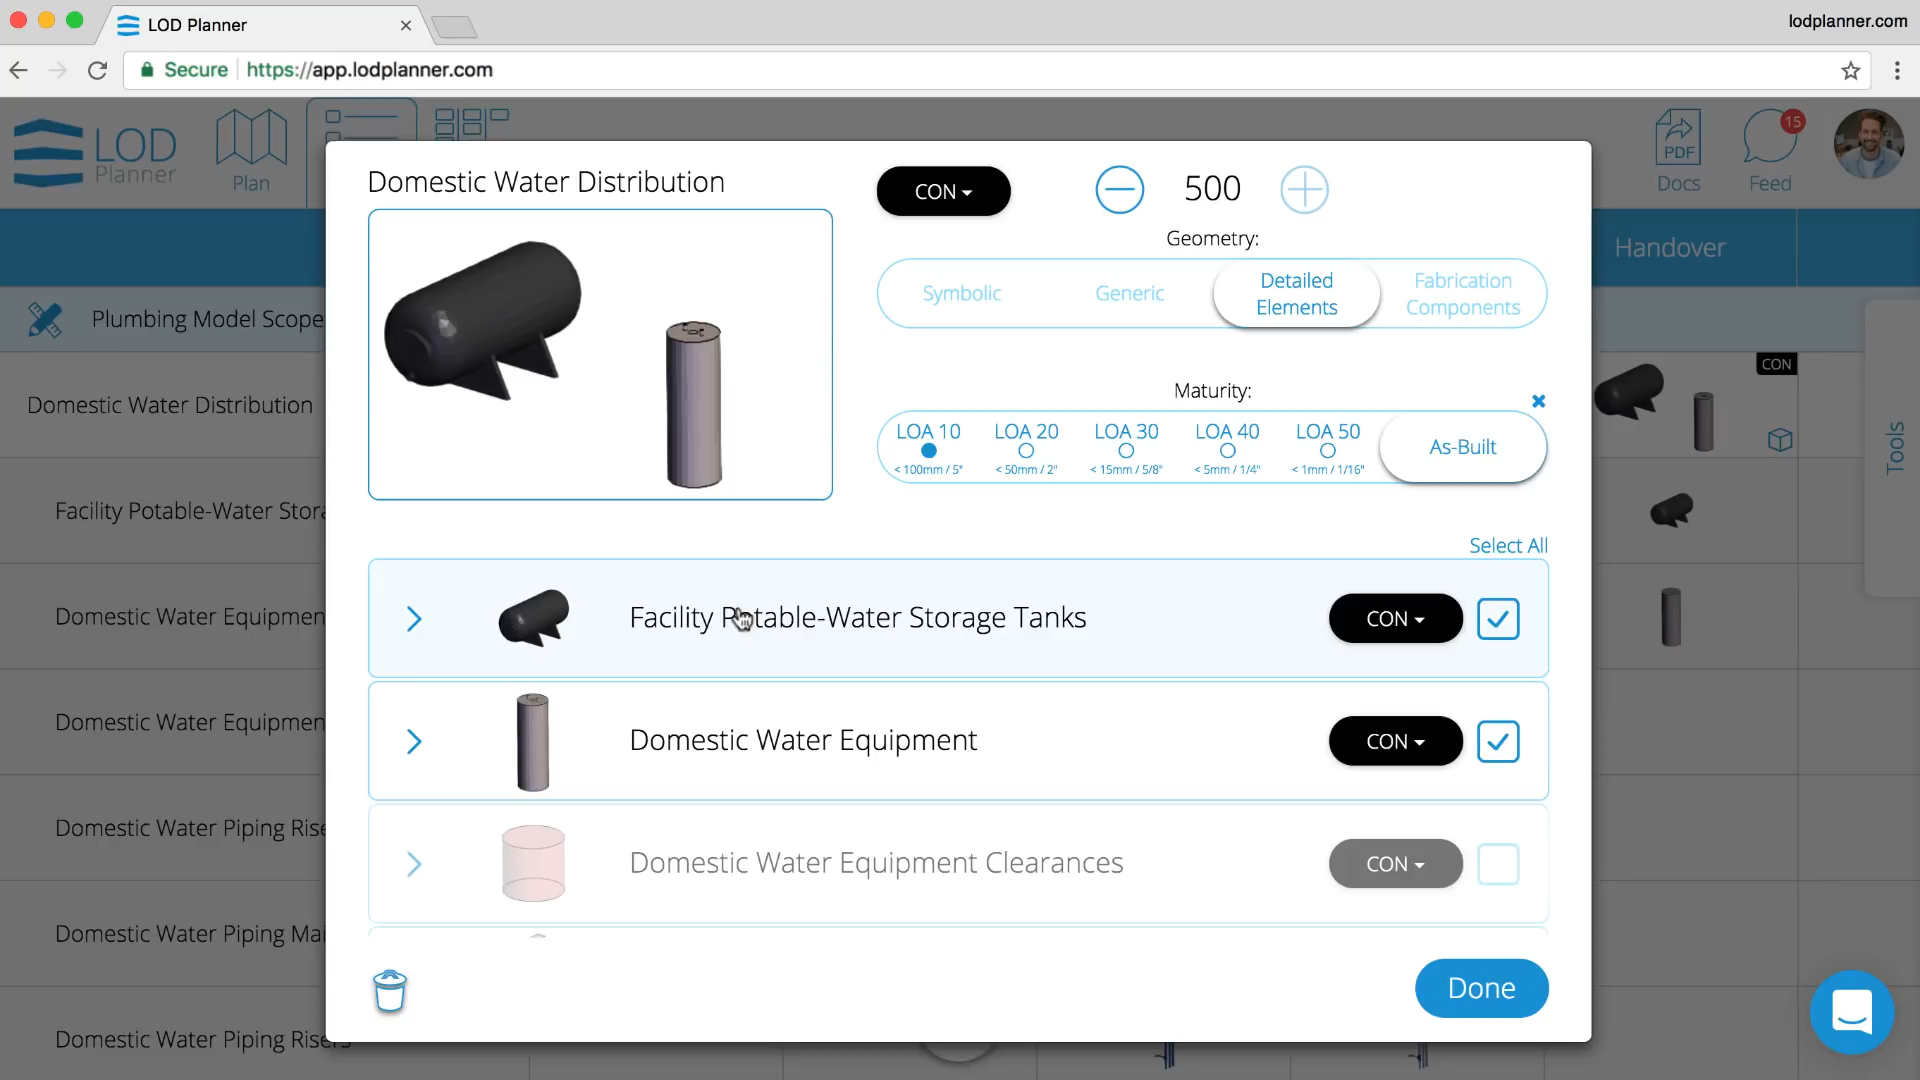 LOD Planner
lodplanner.com
Secure https://app.lodplanner.com
LOD
Planner
Plan
PDF
Docs
15
Feed
Handover
Plumbing Model Scope
Domestic Water Distribution
CON
Facility Potable-Water Stora
Domestic Water Equipmen
Domestic Water Equipmen
Domestic Water Piping Rise
Domestic Water Piping Mai
Domestic Water Piping Risers
Tools
Domestic Water Distribution
CON
500
Geometry:
Symbolic
Generic
Detailed
Elements
Fabrication
Components
Maturity:
LOA 10
< 100mm / 5"
LOA 20
< 50mm / 2"
LOA 30
< 15mm / 5/8"
LOA 40
< 5mm / 1/4"
LOA 50
< 1mm / 1/16"
As-Built
Select All
Facility Potable-Water Storage Tanks
CON
Domestic Water Equipment
CON
Domestic Water Equipment Clearances
CON
Done